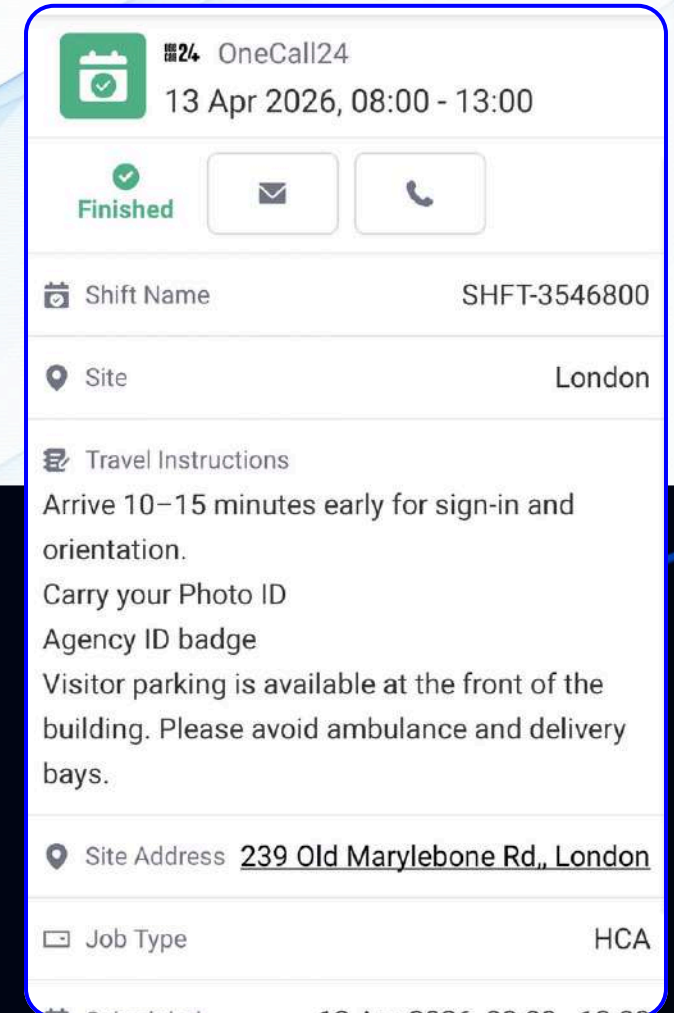 24 OneCall24
13 Apr 2026, 08:00 - 13:00
Finished
Shift Name SHFT-3546800
Site London
Travel Instructions
Arrive 10–15 minutes early for sign-in and
orientation.
Carry your Photo ID
Agency ID badge
Visitor parking is available at the front of the
building. Please avoid ambulance and delivery
bays.
Site Address 239 Old Marylebone Rd,, London
Job Type HCA